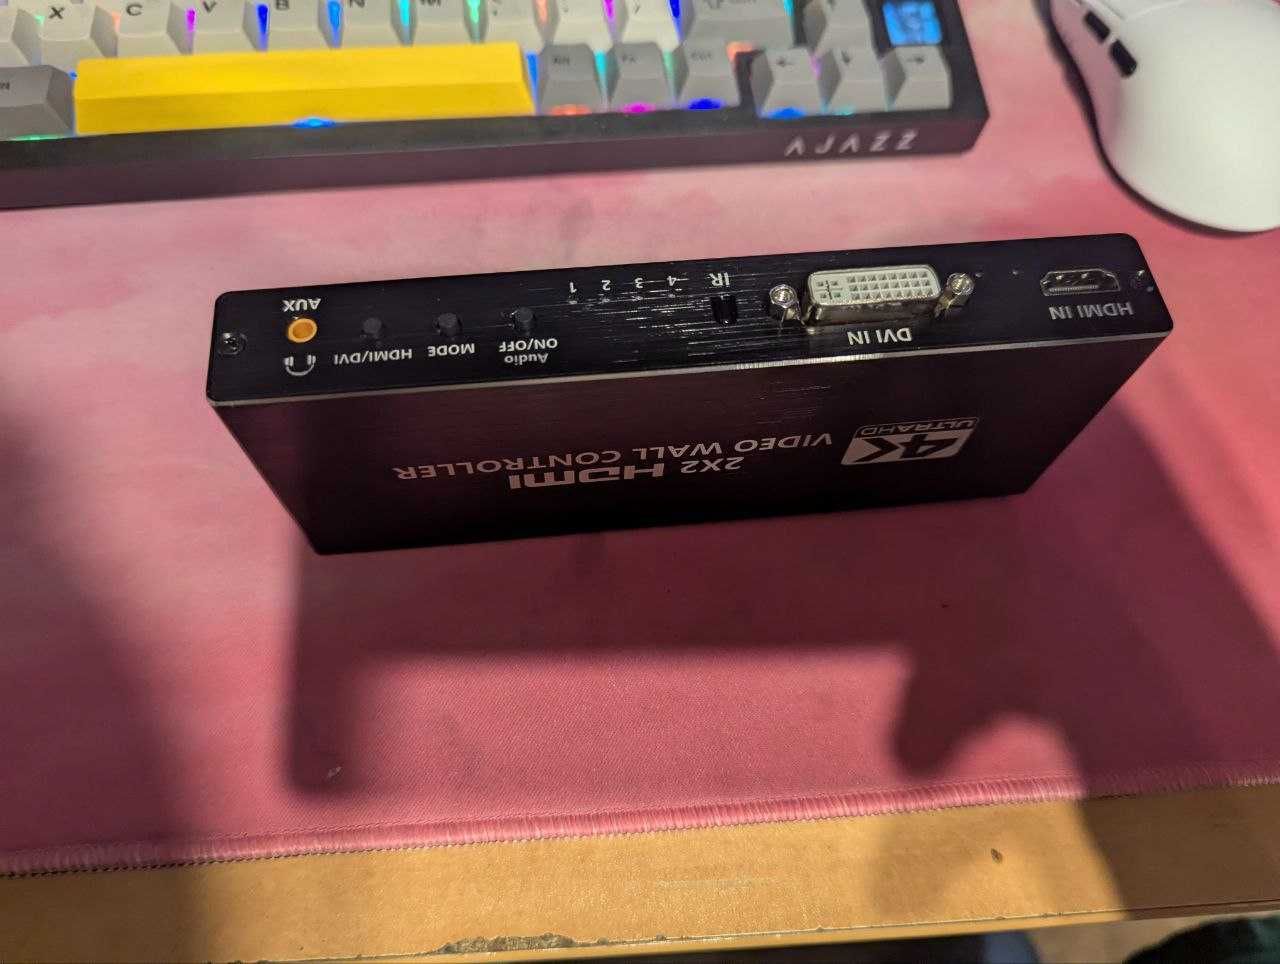 X
C
V
B
N
M
Fn
AJAZZ
AUX
HDMI/DVI
MODE
Audio
ON/OFF
1
2
3
4
IR
DVI IN
HDMI IN
4K
ULTRAHD
2X2 HDMI
VIDEO WALL CONTROLLER